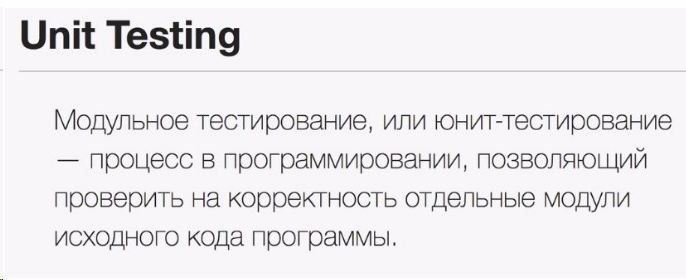 Unit Testing
Модульное тестирование, или юнит-тестирование
— процесс в программировании, позволяющий
проверить на корректность отдельные модули
исходного кода программы.